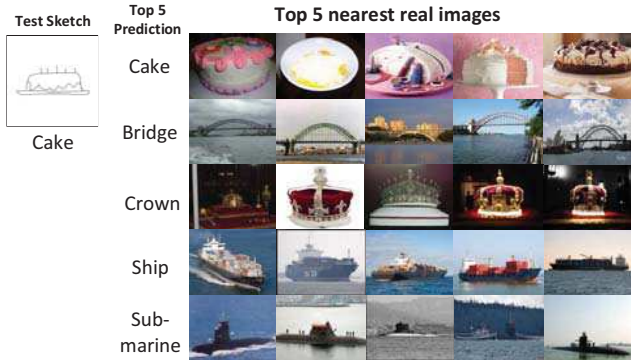 Test Sketch
Cake
Top 5
Prediction
Top 5 nearest real images
Cake
Bridge
Crown
Ship
Sub-
marine